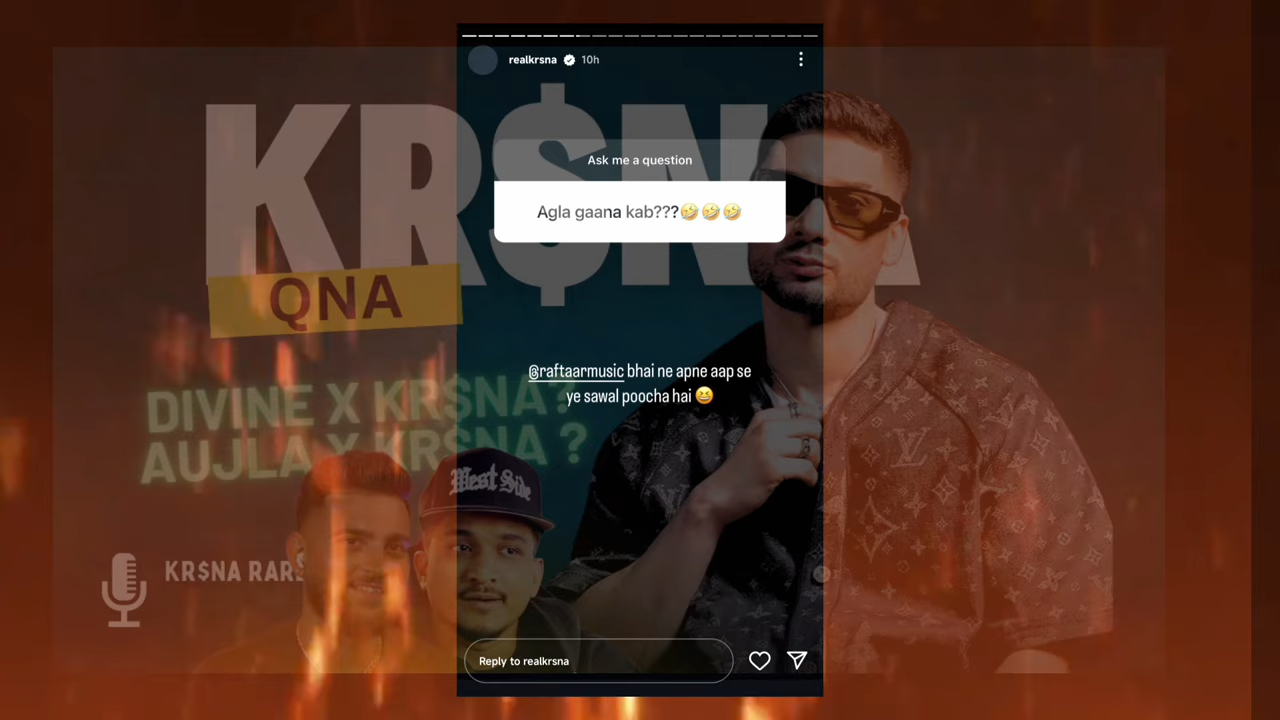 realkrsna 10h
KR$NA
Ask me a question
Agla gaana kab???🤣🤣🤣
QNA
@raftaarmusic bhai ne apne aap se
ye sawal poocha hai 😆
DIVINE X KR$NA?
AUJLA X KR$NA ?
West Side
KR$NA
Reply to realkrsna